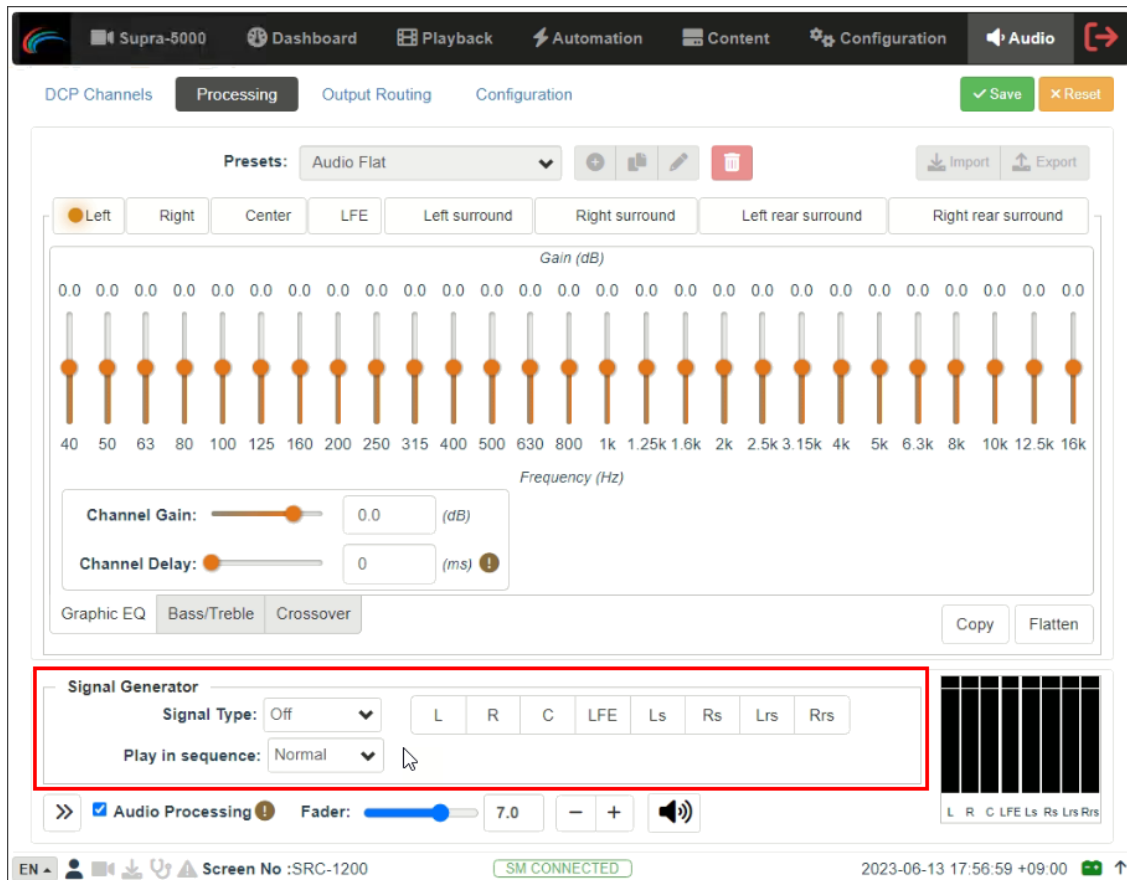 Supra-5000 Dashboard Playback Automation Content Configuration Audio
DCP Channels Processing Output Routing Configuration Save Reset
Presets: Audio Flat Import Export
Left Right Center LFE Left surround Right surround Left rear surround Right rear surround
Gain (dB)
0.0 0.0 0.0 0.0 0.0 0.0 0.0 0.0 0.0 0.0 0.0 0.0 0.0 0.0 0.0 0.0 0.0 0.0 0.0 0.0 0.0 0.0 0.0 0.0 0.0 0.0 0.0
40 50 63 80 100 125 160 200 250 315 400 500 630 800 1k 1.25k 1.6k 2k 2.5k 3.15k 4k 5k 6.3k 8k 10k 12.5k 16k
Frequency (Hz)
Channel Gain: 0.0 (dB)
Channel Delay: 0 (ms)
Graphic EQ Bass/Treble Crossover Copy Flatten
Signal Generator
Signal Type: Off L R C LFE Ls Rs Lrs Rrs
Play in sequence: Normal
Audio Processing Fader: 7.0 L R C LFE Ls Rs Lrs Rrs
EN Screen No :SRC-1200 SM CONNECTED 2023-06-13 17:56:59 +09:00